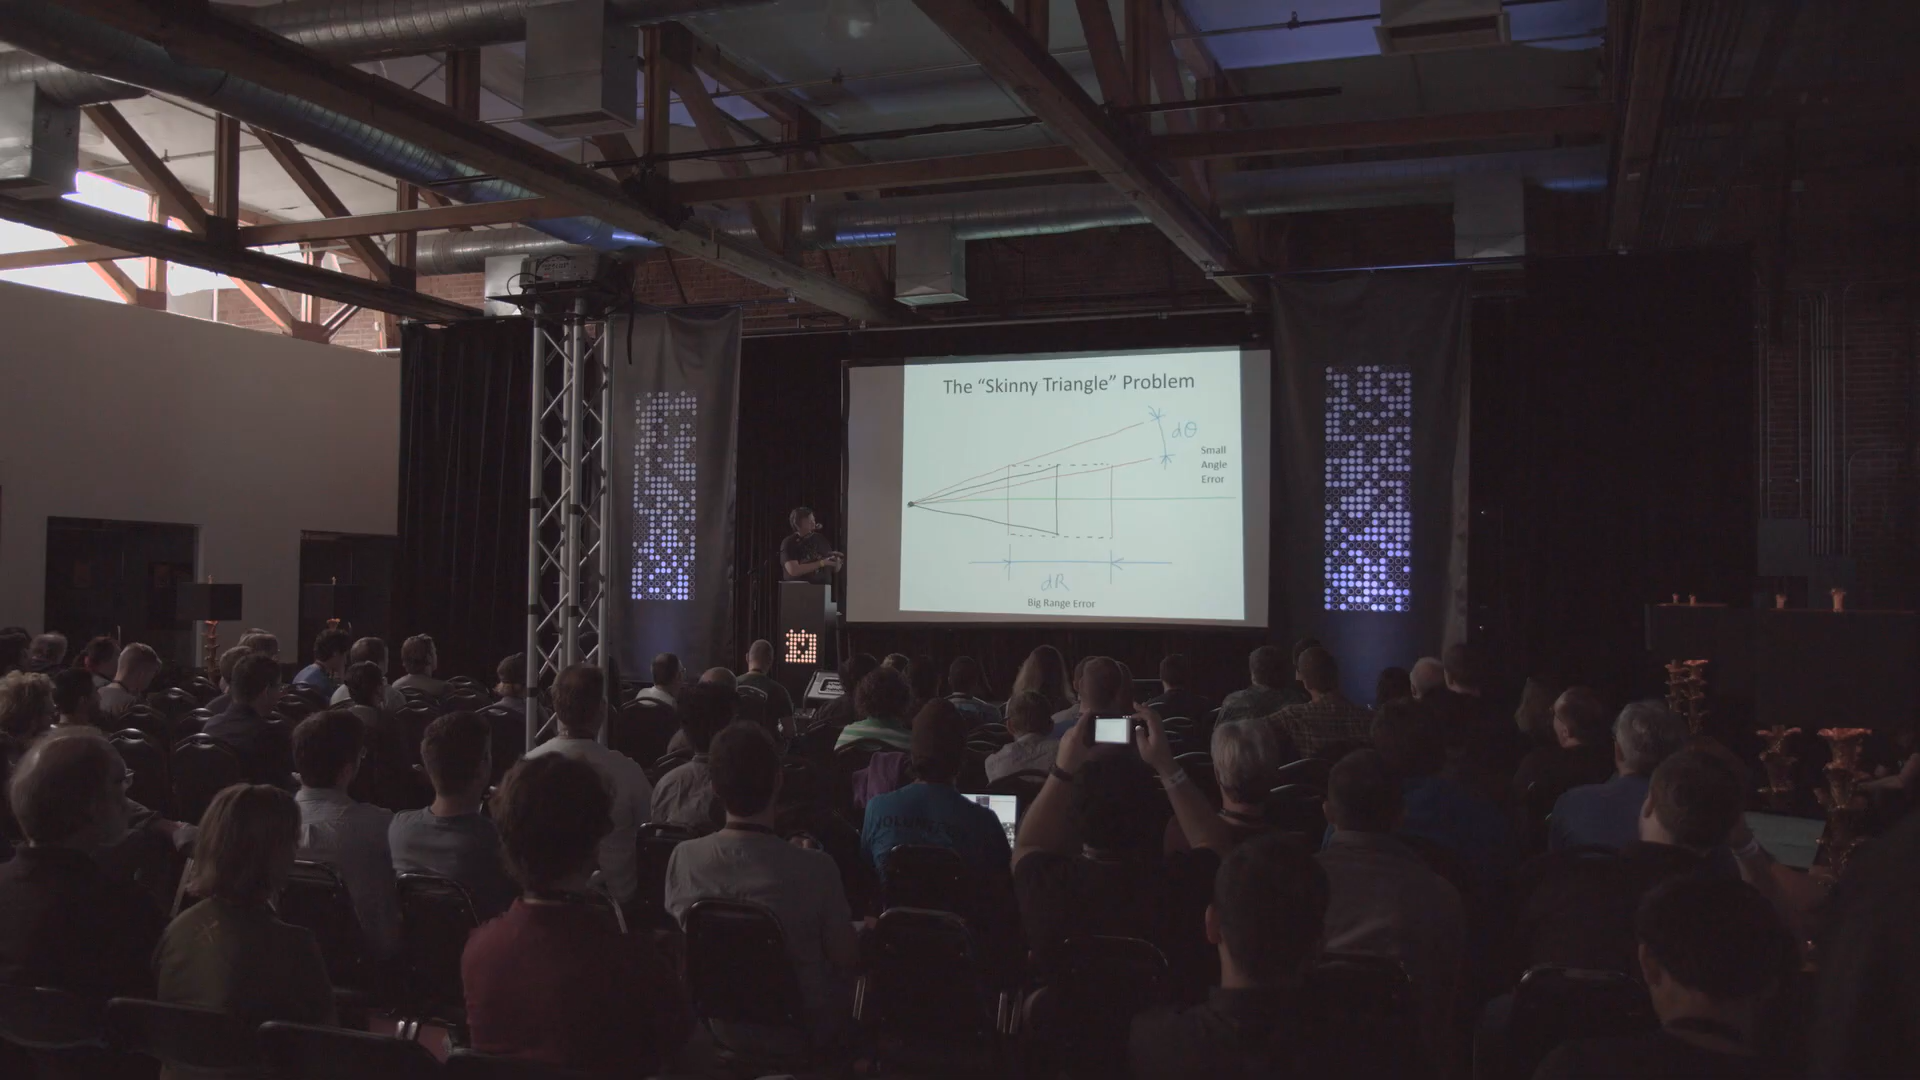 The “Skinny Triangle” Problem
dθ
Small
Angle
Error
dR
Big Range Error